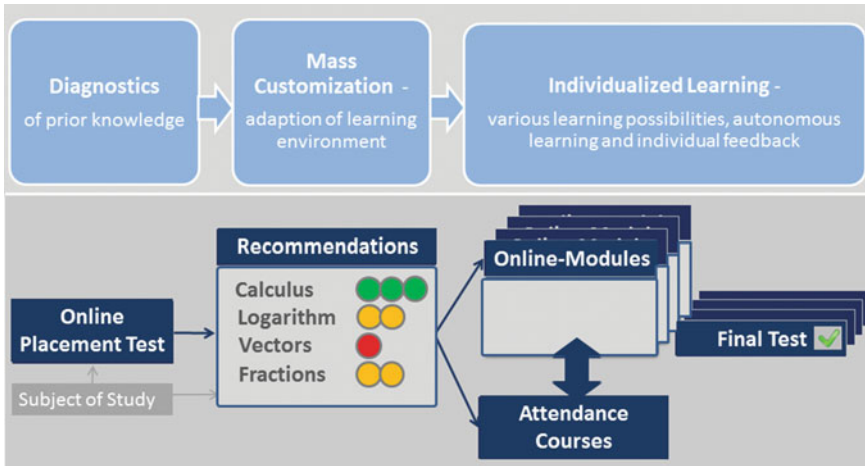 Diagnostics
of prior knowledge
Mass
Customization -
adaption of learning
environment
Individualized Learning -
various learning possibilities, autonomous
learning and individual feedback
Online
Placement Test
Subject of Study
Recommendations
Calculus
Logarithm
Vectors
Fractions
Online-Modules
Attendance
Courses
Final Test